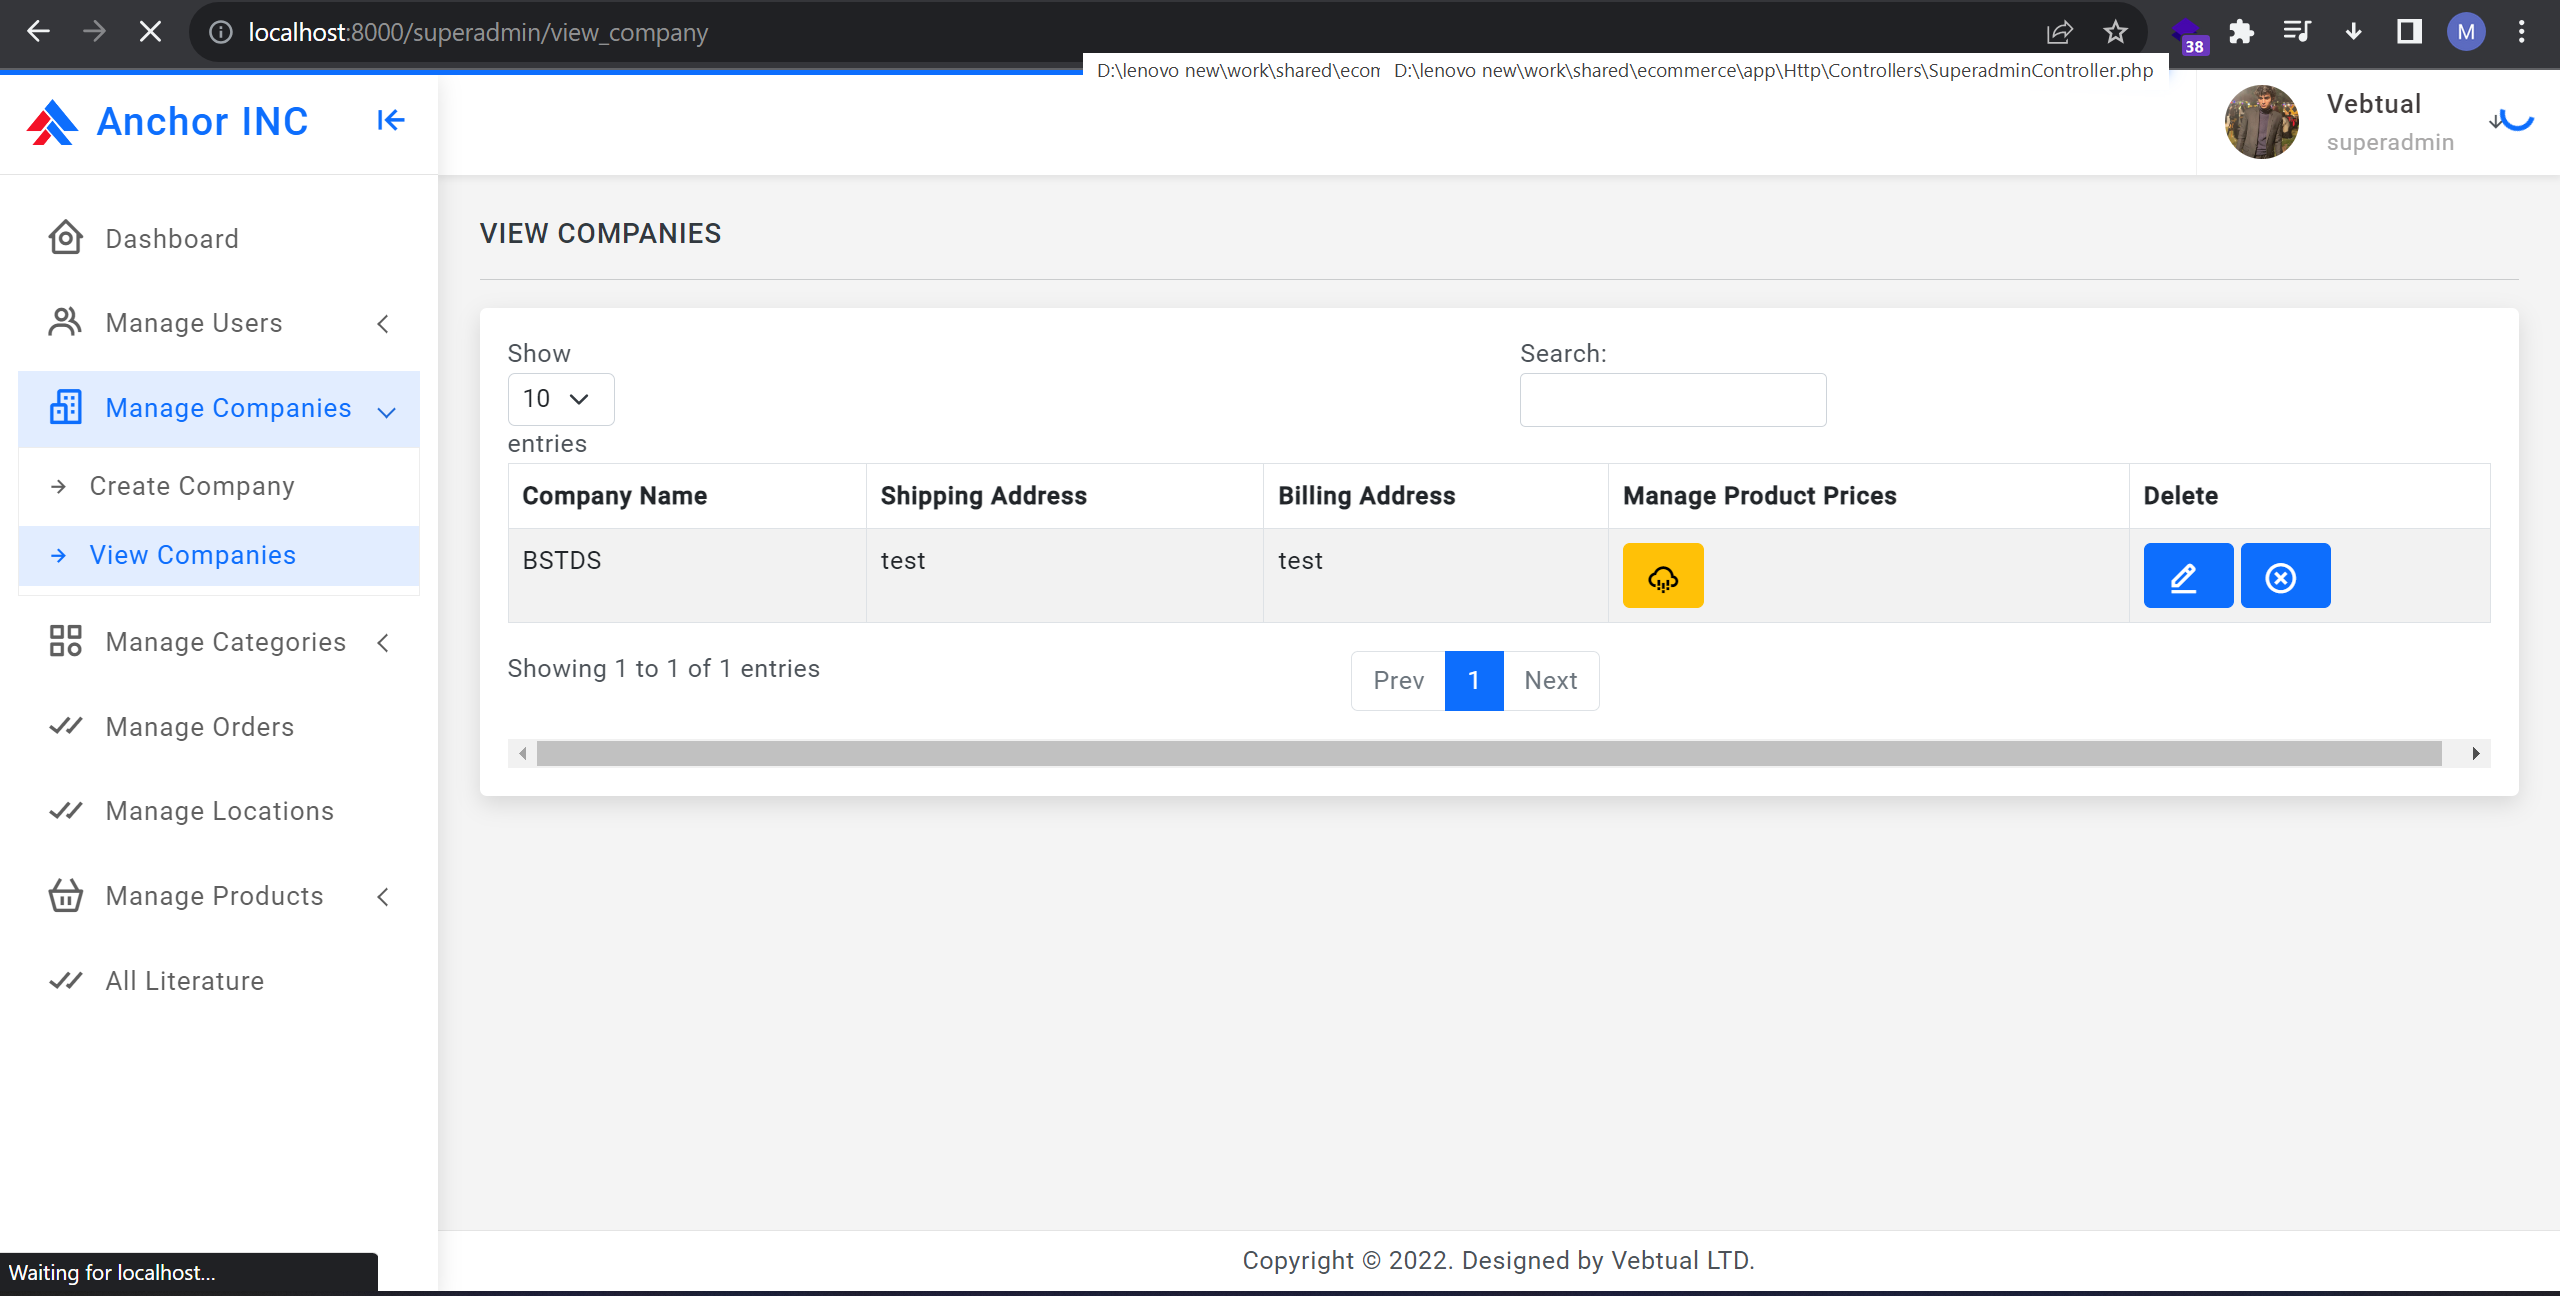 localhost:8000/superadmin/view_company
38
M
D:\lenovo new\work\shared\ecom
D:\lenovo new\work\shared\ecommerce\app\Http\Controllers\SuperadminController.php
Anchor INC
Vebtual
superadmin
Dashboard
Manage Users
Manage Companies
Create Company
View Companies
Manage Categories
Manage Orders
Manage Locations
Manage Products
All Literature
VIEW COMPANIES
Show
10
entries
Search:
Company Name Shipping Address Billing Address Manage Product Prices Delete
BSTDS test test
Showing 1 to 1 of 1 entries
Prev 1 Next
Copyright © 2022. Designed by Vebtual LTD.
Waiting for localhost...